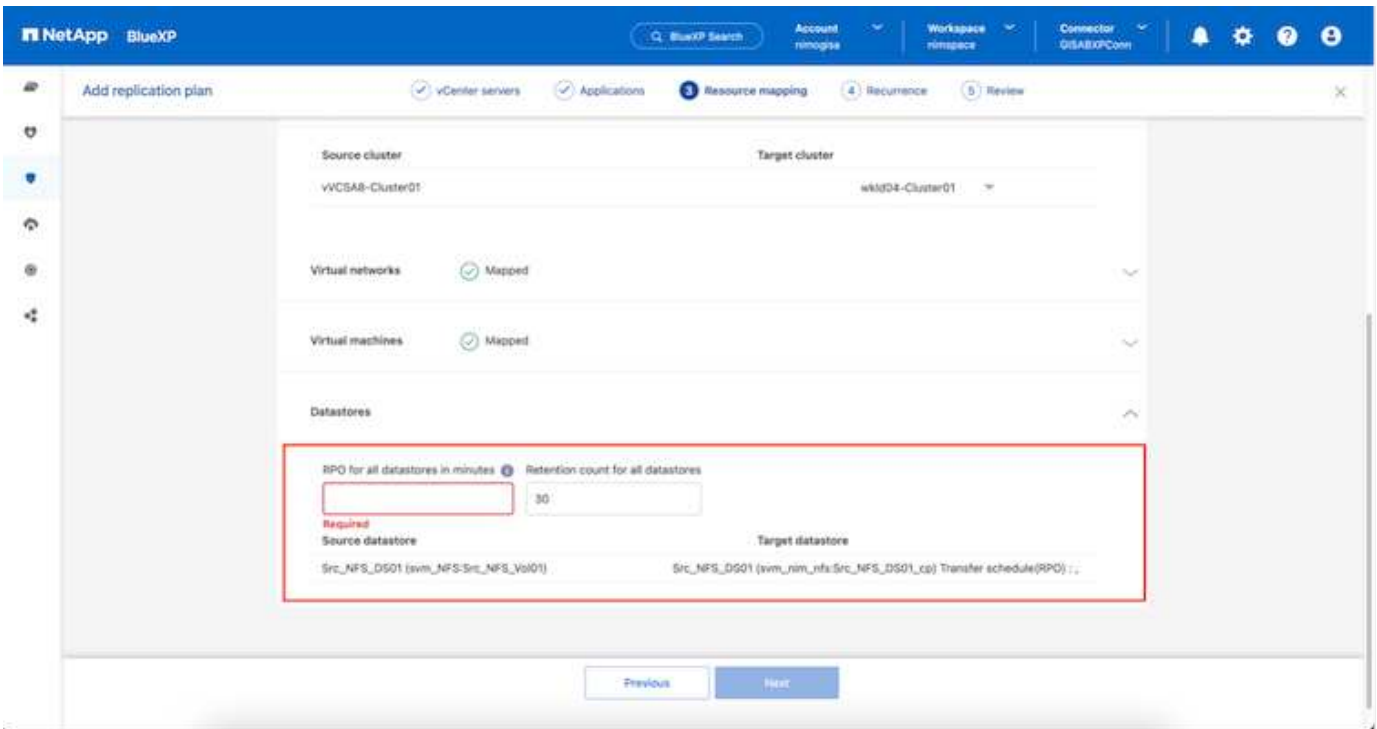 NetApp BlueXP
BlueXP Search
Account
nimogisa
Workspace
nimspace
Connector
GISABXPConn
Add replication plan
vCenter servers
Applications
3 Resource mapping
4 Recurrence
5 Review
Source cluster Target cluster
vVCSA8-Cluster01 wkld04-Cluster01
Virtual networks Mapped
Virtual machines Mapped
Datastores
RPO for all datastores in minutes Retention count for all datastores
30
Required
Source datastore Target datastore
Src_NFS_DS01 (svm_NFS:Src_NFS_Vol01) Src_NFS_DS01 (svm_nim_nfs:Src_NFS_DS01_cp) Transfer schedule(RPO) : ,
Previous Next